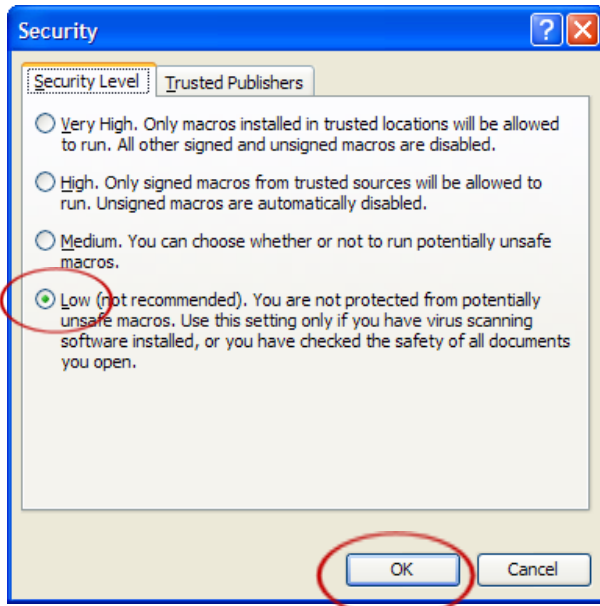 Security
Security Level
Trusted Publishers
Very High. Only macros installed in trusted locations will be allowed
to run. All other signed and unsigned macros are disabled.
High. Only signed macros from trusted sources will be allowed to
run. Unsigned macros are automatically disabled.
Medium. You can choose whether or not to run potentially unsafe
macros.
Low (not recommended). You are not protected from potentially
unsafe macros. Use this setting only if you have virus scanning
software installed, or you have checked the safety of all documents
you open.
OK
Cancel